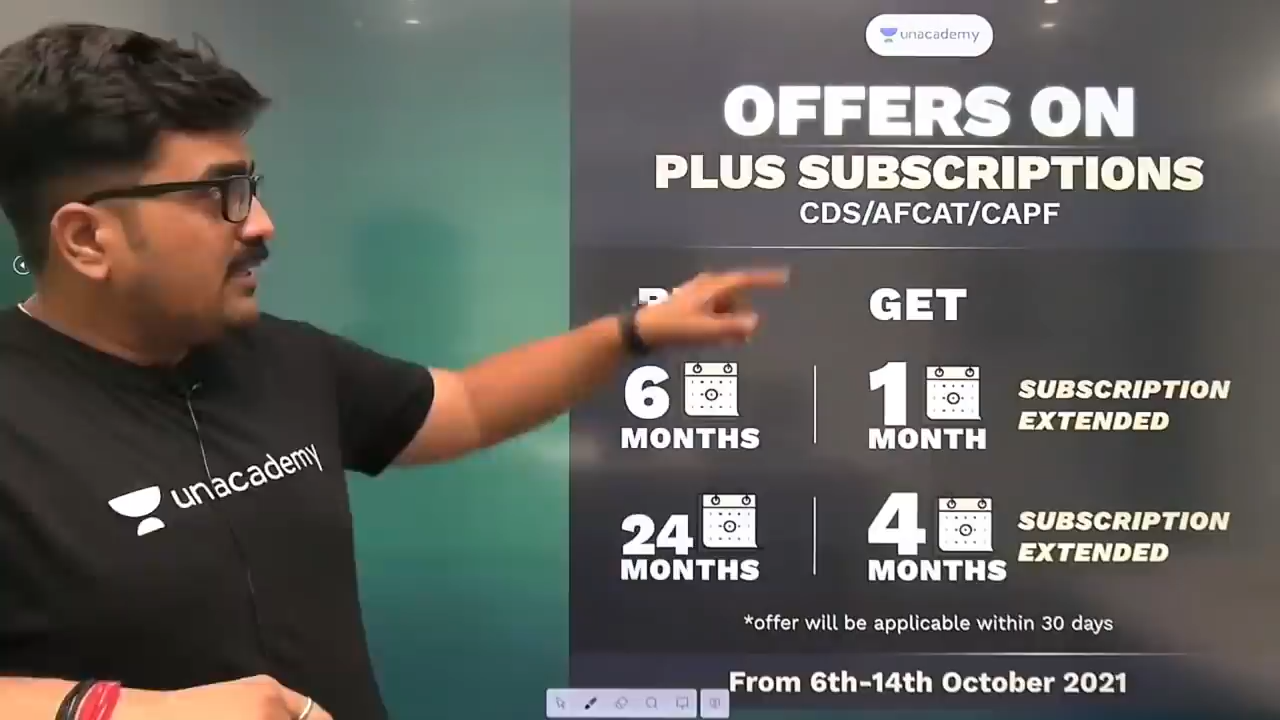 unacademy
OFFERS ON
PLUS SUBSCRIPTIONS
CDS/AFCAT/CAPF
GET
6 MONTHS
1 MONTH
SUBSCRIPTION
EXTENDED
24 MONTHS
4 MONTHS
SUBSCRIPTION
EXTENDED
*offer will be applicable within 30 days
From 6th-14th October 2021
unacademy